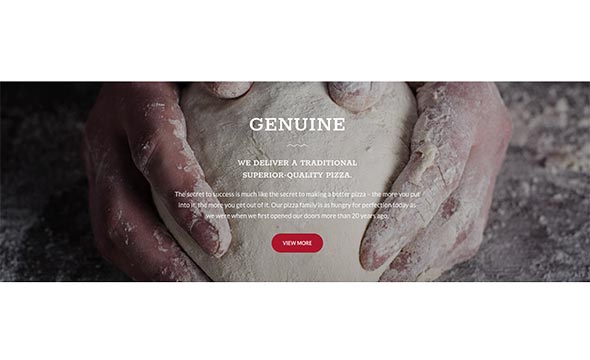 GENUINE
WE DELIVER A TRADITIONAL
SUPERIOR-QUALITY PIZZA.
The secret to success is much like the secret to making a better pizza – the more you put
into it, the more you get out of it. Our pizza family is as hungry for perfection today as
we were when we first opened our doors more than 20 years ago.
VIEW MORE